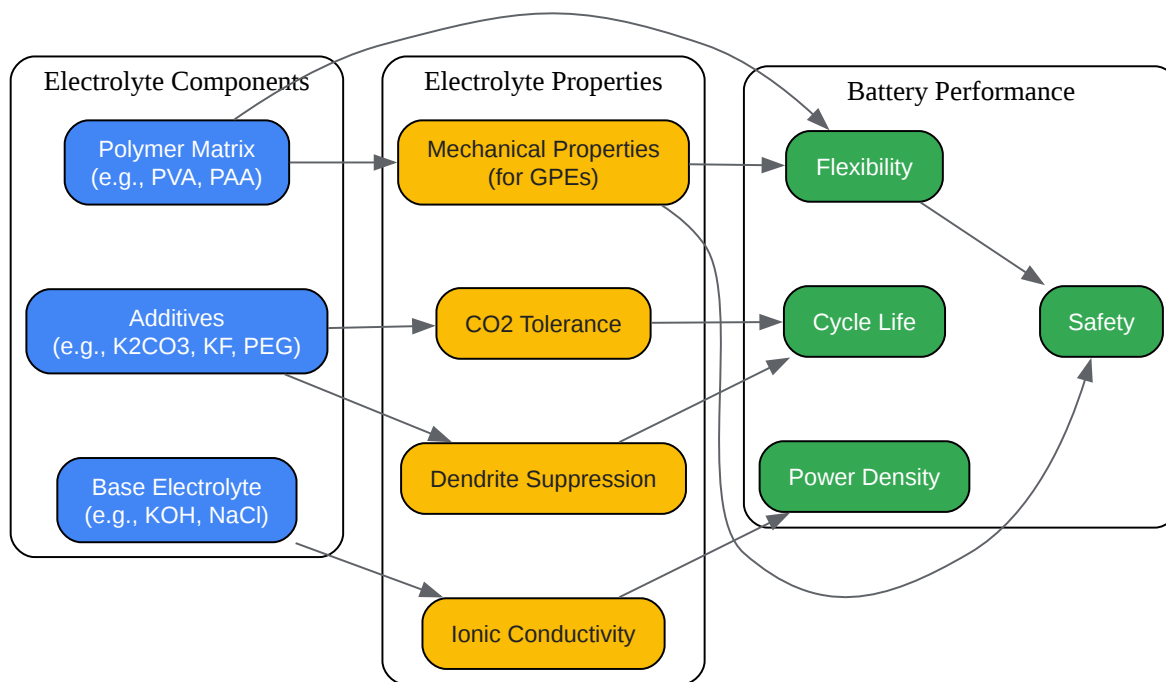 Electrolyte Components
Polymer Matrix
(e.g., PVA, PAA)
Additives
(e.g., K2CO3, KF, PEG)
Base Electrolyte
(e.g., KOH, NaCl)
Electrolyte Properties
Mechanical Properties
(for GPEs)
CO2 Tolerance
Dendrite Suppression
Ionic Conductivity
Battery Performance
Flexibility
Cycle Life
Safety
Power Density